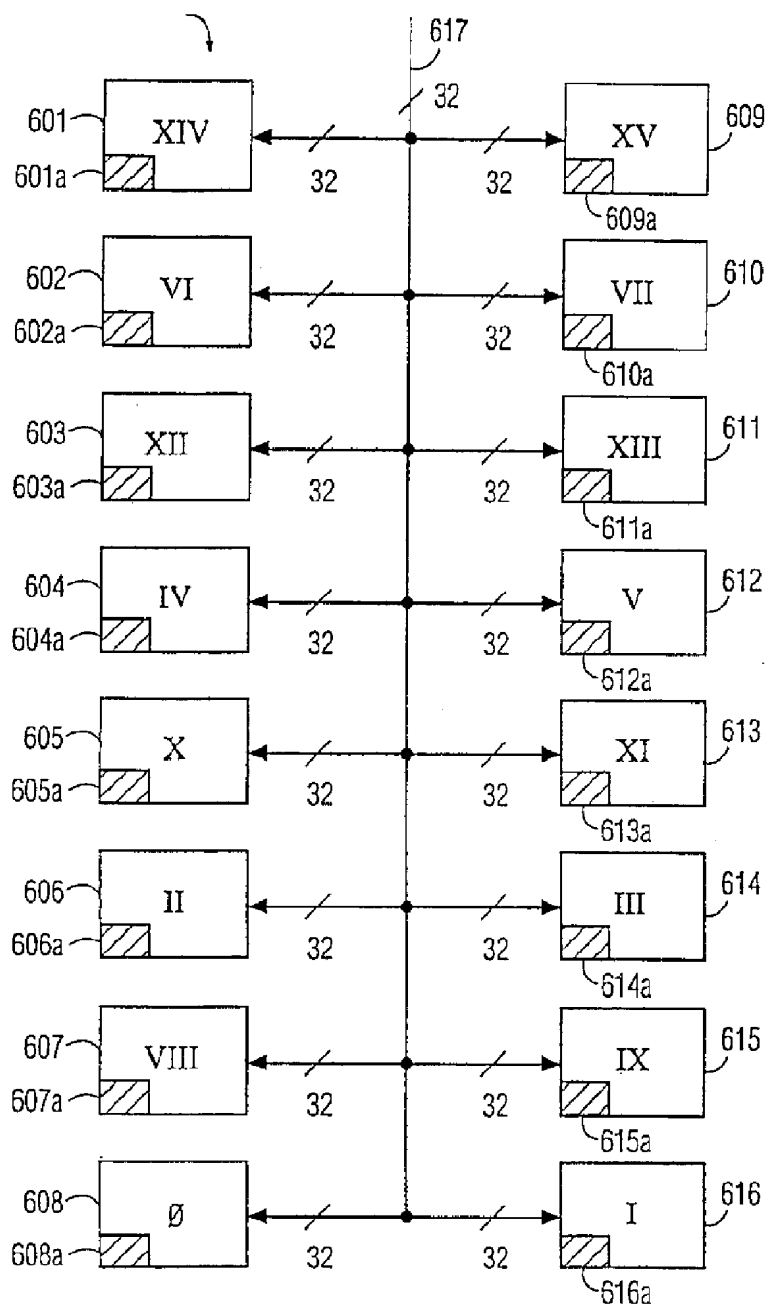 617
32
601 XIV XV 609
601a 32 32 609a
602 VI VII 610
602a 32 32 610a
603 XII XIII 611
603a 32 32 611a
604 IV V 612
604a 32 32 612a
605 X XI 613
605a 32 32 613a
606 II III 614
606a 32 32 614a
607 VIII IX 615
607a 32 32 615a
608 Ø I 616
608a 32 32 616a